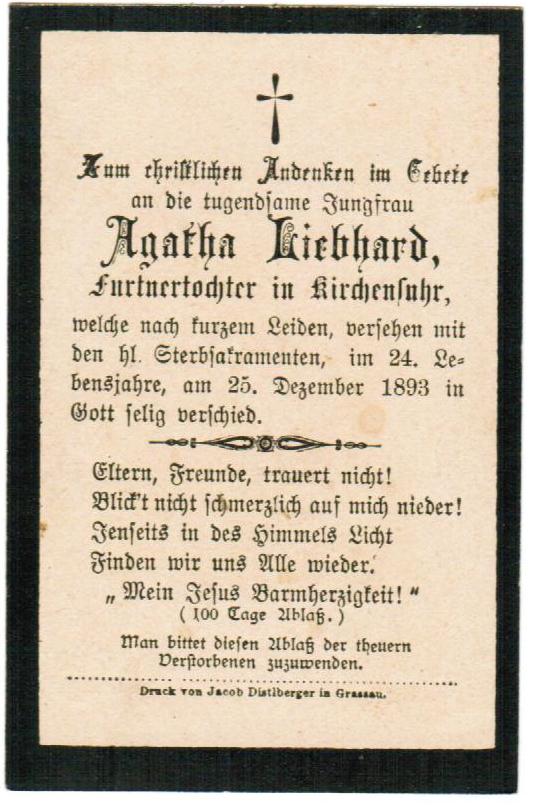 Zum christlichen Andenken im Gebete
an die tugendsame Jungfrau
Agatha Liebhard,
Furtnertochter in Kirchensuhr,
welche nach kurzem Leiden, versehen mit
den hl. Sterbsakramenten, im 24. Le-
bensjahre, am 25. Dezember 1893 in
Gott selig verschied.
Eltern, Freunde, trauert nicht!
Blick't nicht schmerzlich auf mich nieder!
Jenseits in des Himmels Licht
Finden wir uns Alle wieder.
„Mein Jesus Barmherzigkeit!“
(100 Tage Ablaß.)
Man bittet diesen Ablaß der theuern
Verstorbenen zuzuwenden.
Druck von Jacob Distlberger in Grassau.